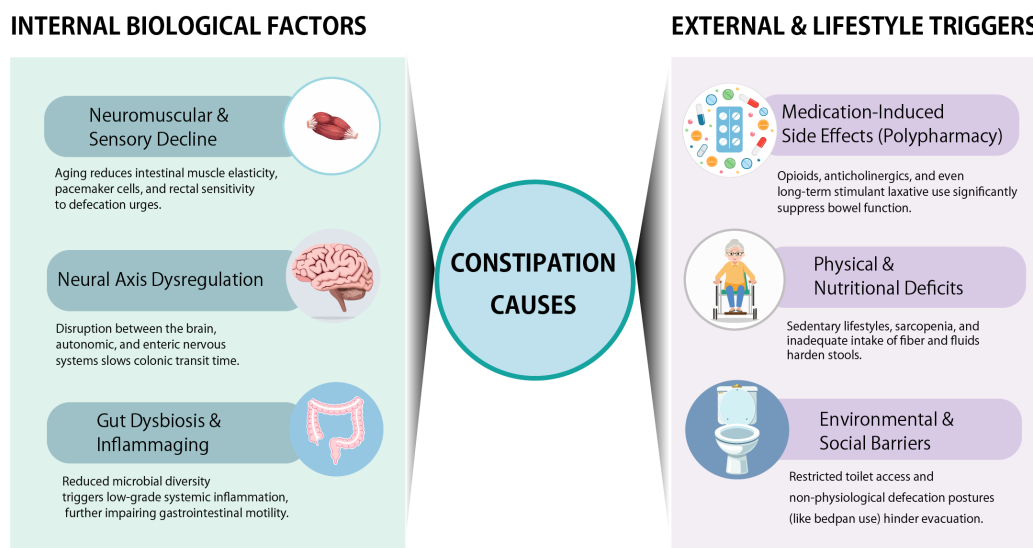 INTERNAL BIOLOGICAL FACTORS
Neuromuscular &
Sensory Decline
Aging reduces intestinal muscle elasticity,
pacemaker cells, and rectal sensitivity
to defecation urges.
Neural Axis Dysregulation
Disruption between the brain,
autonomic, and enteric nervous
systems slows colonic transit time.
Gut Dysbiosis &
Inflammaging
Reduced microbial diversity
triggers low-grade systemic inflammation,
further impairing gastrointestinal motility.
CONSTIPATION
CAUSES
EXTERNAL & LIFESTYLE TRIGGERS
Medication-Induced
Side Effects (Polypharmacy)
Opioids, anticholinergics, and even
long-term stimulant laxative use significantly
suppress bowel function.
Physical &
Nutritional Deficits
Sedentary lifestyles, sarcopenia, and
inadequate intake of fiber and fluids
harden stools.
Environmental &
Social Barriers
Restricted toilet access and
non-physiological defecation postures
(like bedpan use) hinder evacuation.